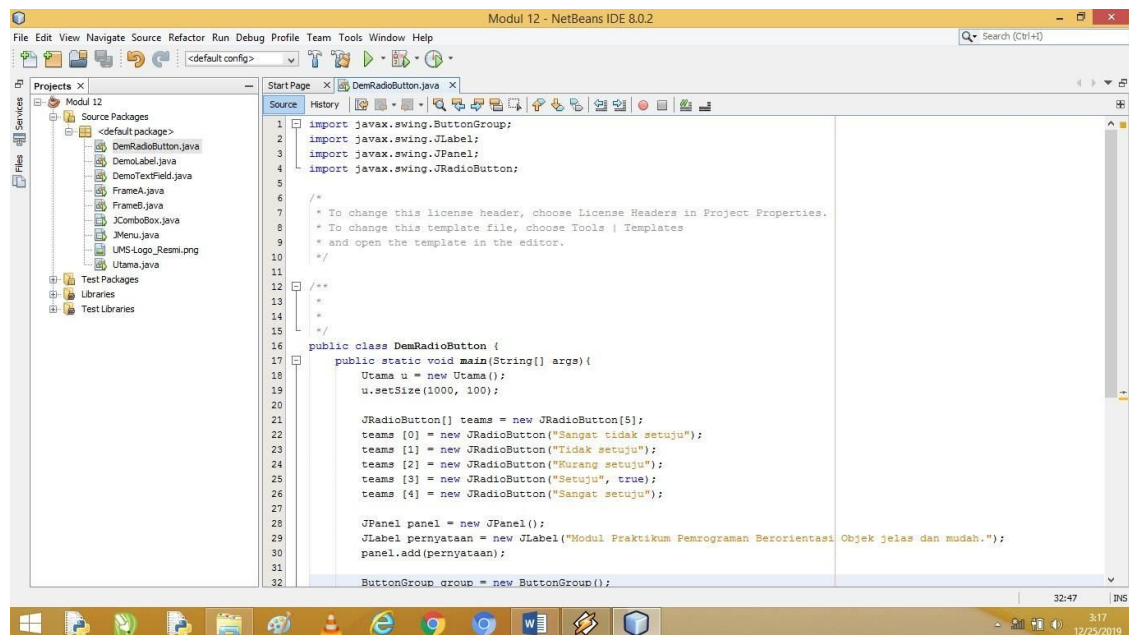 Modul 12 - NetBeans IDE 8.0.2
File Edit View Navigate Source Refactor Run Debug Profile Team Tools Window Help
Search (Ctrl+I)
<default config>
Projects
Start Page
DemRadioButton.java
Services
Files
Modul 12
Source Packages
<default package>
DemRadioButton.java
DemoLabel.java
DemoTextField.java
FrameA.java
FrameB.java
JComboBox.java
JMenu.java
UMS-Logo_Resmi.png
Utama.java
Test Packages
Libraries
Test Libraries
Source History
1 import javax.swing.ButtonGroup;
2 import javax.swing.JLabel;
3 import javax.swing.JPanel;
4 import javax.swing.JRadioButton;
5
6 /*
7 * To change this license header, choose License Headers in Project Properties.
8 * To change this template file, choose Tools | Templates
9 * and open the template in the editor.
10 */
11
12 /**
13 *
14 *
15 */
16 public class DemRadioButton {
17 public static void main(String[] args){
18 Utama u = new Utama();
19 u.setSize(1000, 100);
20
21 JRadioButton[] teams = new JRadioButton[5];
22 teams [0] = new JRadioButton("Sangat tidak setuju");
23 teams [1] = new JRadioButton("Tidak setuju");
24 teams [2] = new JRadioButton("Kurang setuju");
25 teams [3] = new JRadioButton("Setuju", true);
26 teams [4] = new JRadioButton("Sangat setuju");
27
28 JPanel panel = new JPanel();
29 JLabel pernyataan = new JLabel("Modul Praktikum Pemrograman Berorientasi Objek jelas dan mudah.");
30 panel.add(pernyataan);
31
32 ButtonGroup group = new ButtonGroup();
32:47 INS
3:17
12/25/2019